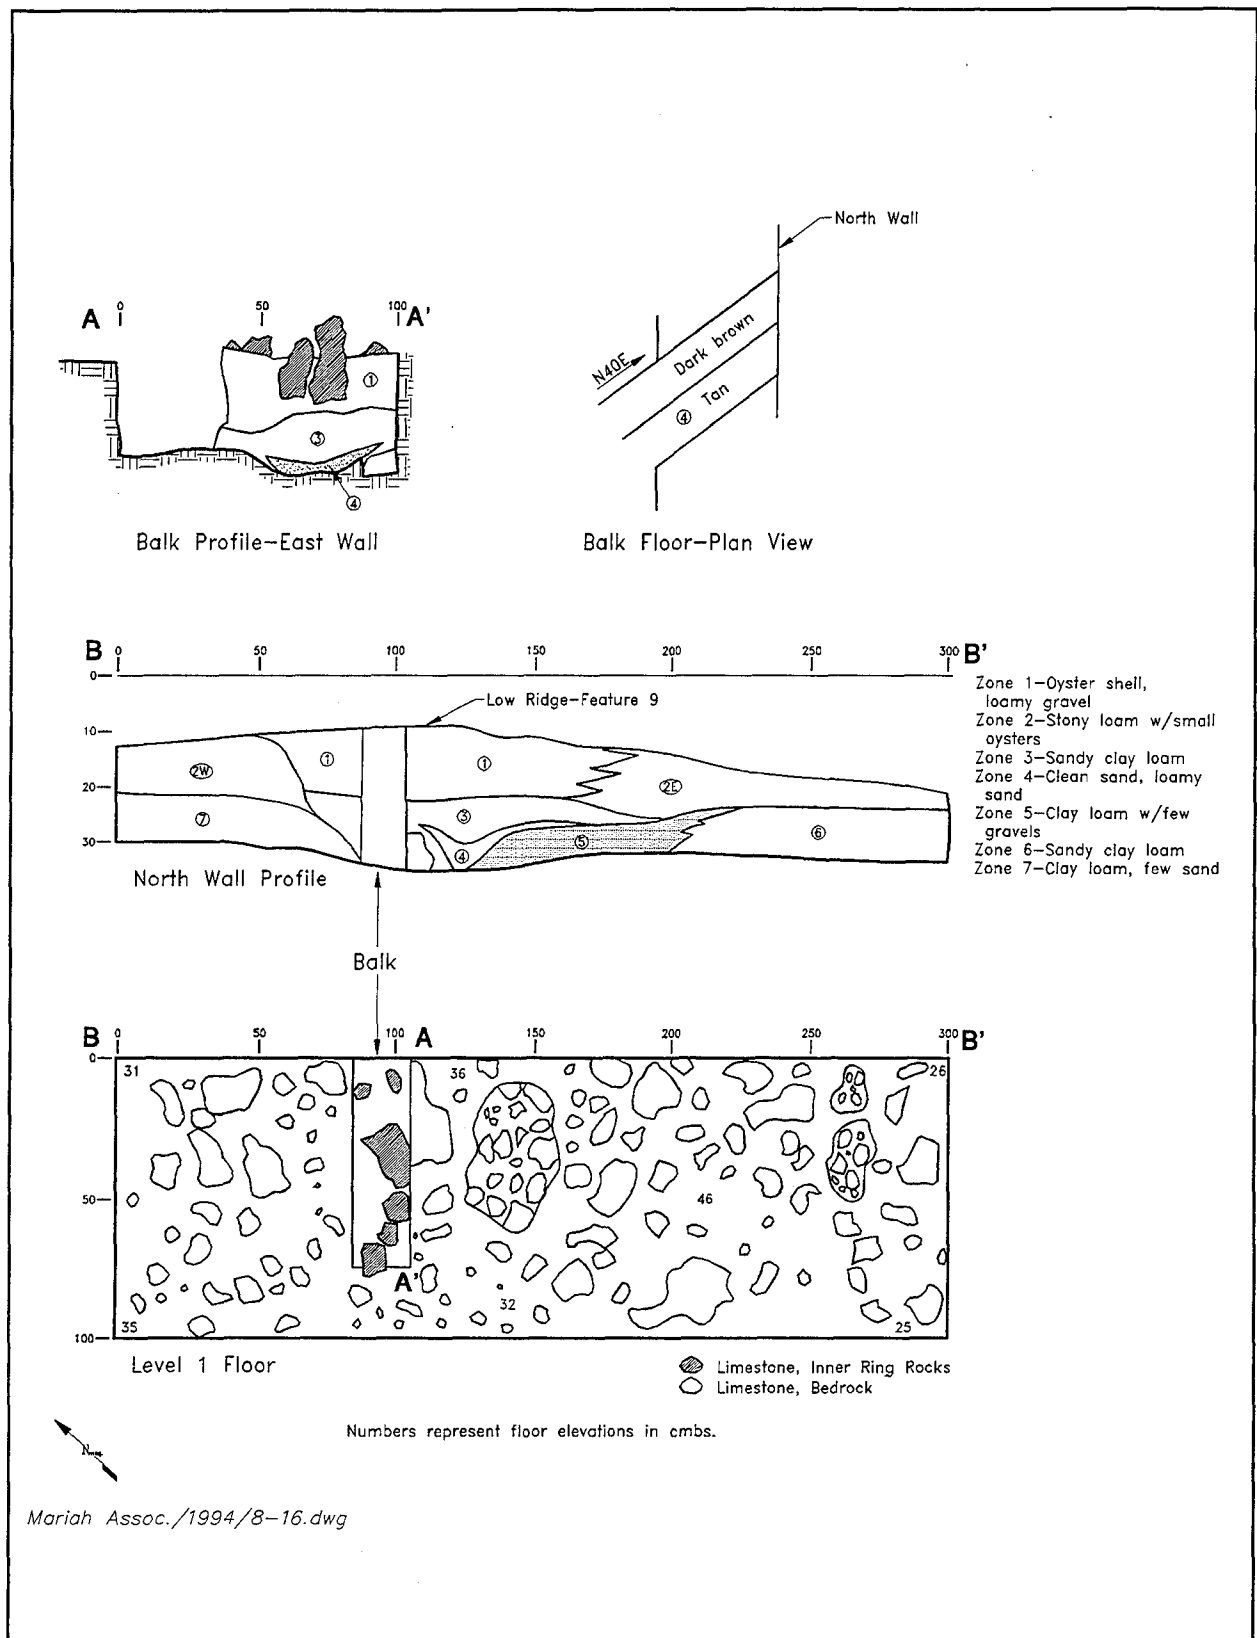 North Wall
A 0 50 100 A'
Dark brown
N40E
④ Tan
①
③
④
Balk Profile–East Wall
Balk Floor–Plan View
B 0 50 100 150 200 250 300 B'
0
Zone 1–Oyster shell,
loamy gravel
Zone 2–Stony loam w/small
oysters
Zone 3–Sandy clay loam
Zone 4–Clean sand, loamy
sand
Zone 5–Clay loam w/few
gravels
Zone 6–Sandy clay loam
Zone 7–Clay loam, few sand
Low Ridge–Feature 9
10
① ①
2W 2E
20
③
⑦ ⑤ ⑥
30 ④
North Wall Profile
Balk
B 0 50 100 A 150 200 250 300 B'
0
31 36 26
50
46
A'
32
35 25
100
Level 1 Floor
Limestone, Inner Ring Rocks
Limestone, Bedrock
Numbers represent floor elevations in cmbs.
Mariah Assoc./1994/8–16.dwg